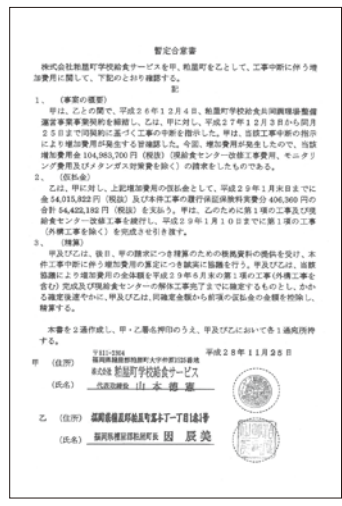 暫定合意書
株式会社粕屋町学校給食サービスを甲、粕屋町を乙として、工事中断に伴う増
加費用に関して、下記のとおり確認する。
記
1、（事業の概要）
甲は、乙との間で、平成26年12月4日、粕屋町学校給食共同調理場整備
運営事業事業契約を締結し、乙は、甲に対し、平成27年12月3日から同月
25日まで同契約に基づく工事の中断を指示した。甲は、当該工事中断の指示
により増加費用が発生する旨確認した。今回、増加費用が発生したので、当該
増加費用金104,983,700円（税抜）（現給食センター改修工事費用、モニタリ
ング費用及びメタンガス対策費を除く）の請求をしたものである。
2、（仮払金）
乙は、甲に対し、上記増加費用の仮払金として、平成29年1月末日までに
金54,015,822円（税抜）及び本件工事の履行保証保険料実費分406,360円の
合計54,422,182円（税抜）を支払う。甲は、乙のために第1項の工事及び現
給食センター改修工事を続行し、平成29年1月10日までに第1項の工事
（外構工事を除く）を完成させ引き渡す。
3、（精算）
甲及び乙は、後日、甲の請求につき精算のための根拠資料の提供を受け、本
件工事中断に伴う増加費用の算定につき誠実に協議を行う。甲及び乙は、当該
協議により増加費用の全体額を平成29年6月末の第1項の工事（外構工事を
含む）完成及び現給食センターの解体工事完了までに確定するものとし、かか
る確定後速やかに、甲及び乙は、同確定金額から前項の仮払金の金額を控除し、
精算する。
本書を2通作成し、甲・乙署名押印のうえ、甲及び乙において各1通宛所持
する。
平成28年11月28日
〒811-2304
甲（住所）福岡県糟屋郡粕屋町大字仲原
株式会社粕屋町学校給食サービス
（氏名）代表取締役 山本徳憲
乙（住所）福岡県糟屋郡粕屋町駕与丁一丁目1番1号
（氏名）福岡県糟屋郡粕屋町長 因 辰美